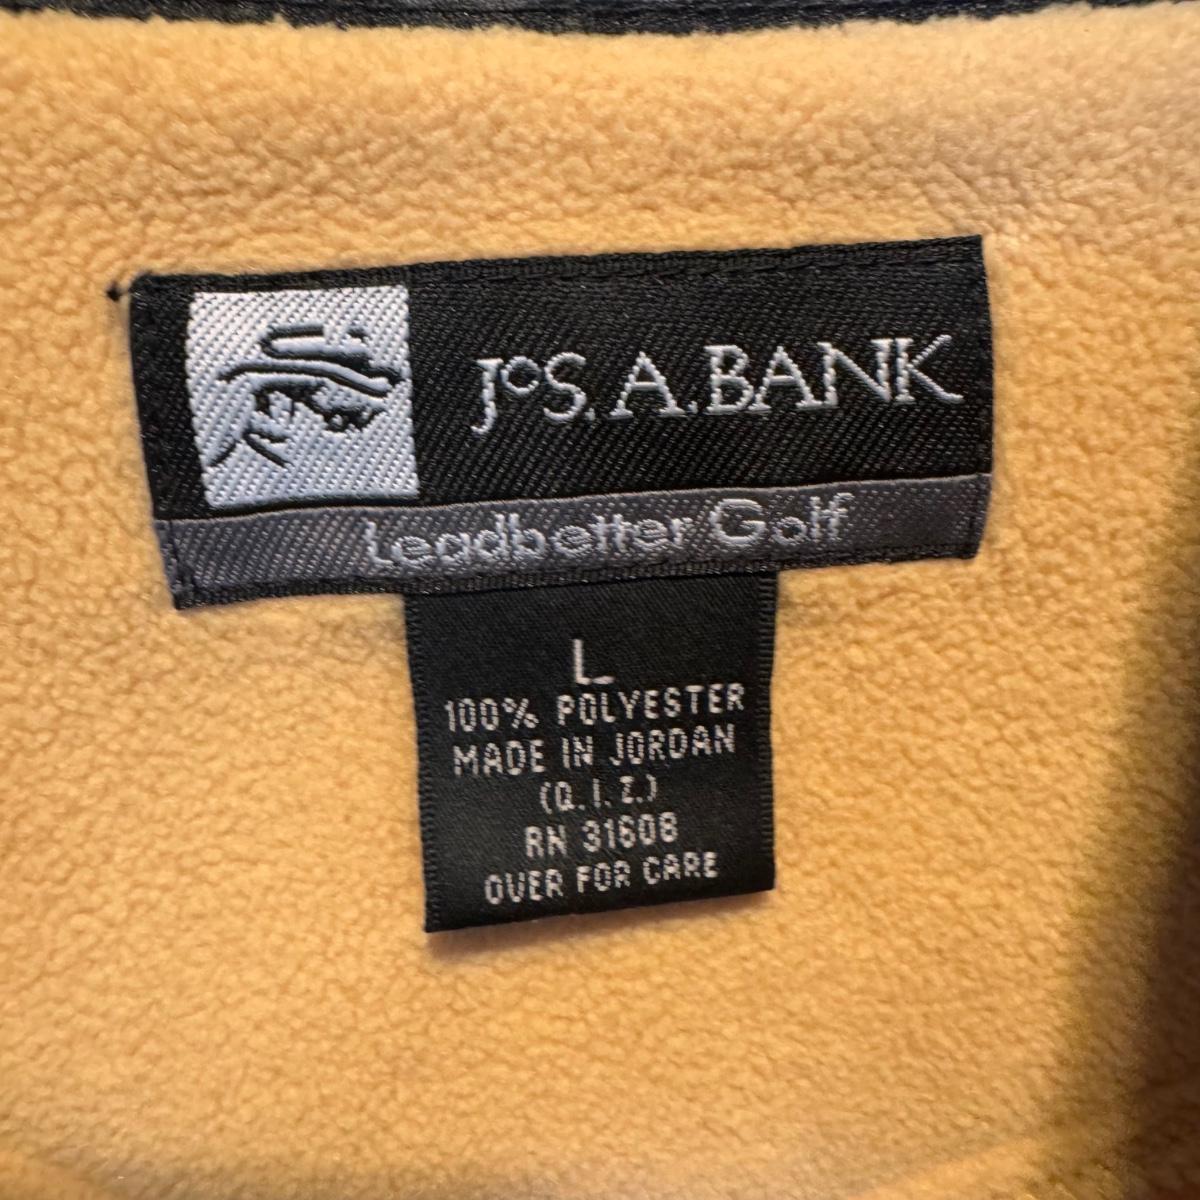 JoS. A. BANK
Leadbetter Golf
L
100% POLYESTER
MADE IN JORDAN
(Q.I.Z.)
RN 31608
OVER FOR CARE